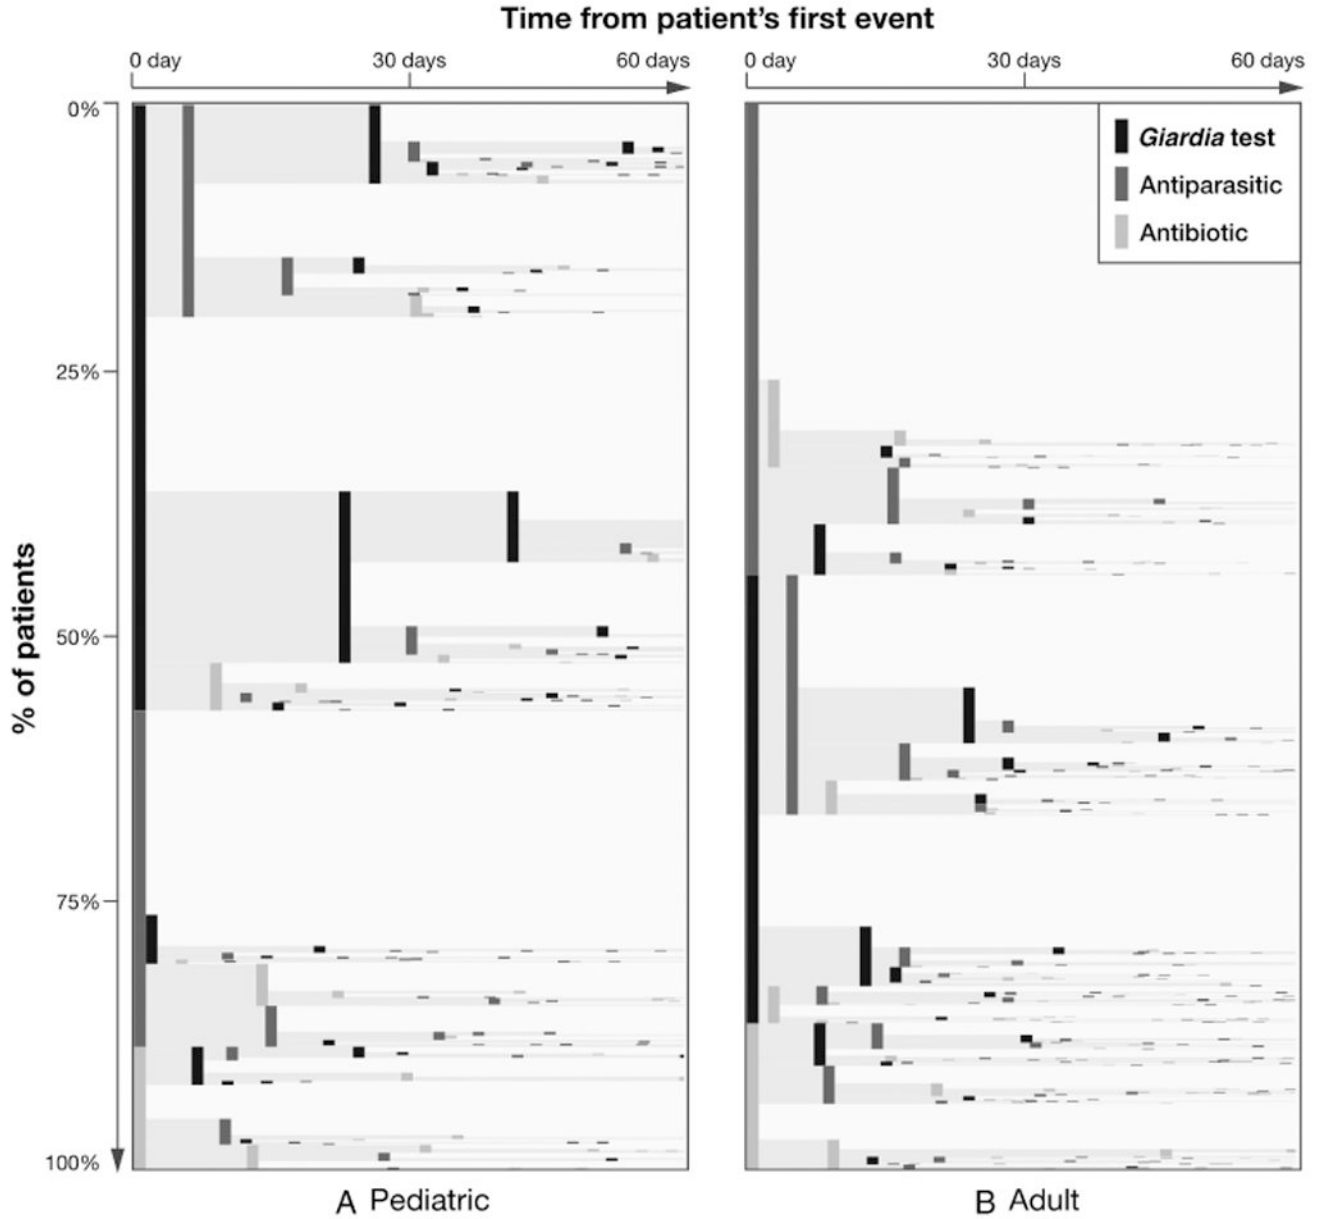 Time from patient's first event
0 day 30 days 60 days
0 day 30 days 60 days
0%
25%
50%
75%
100%
% of patients
Giardia test
Antiparasitic
Antibiotic
A Pediatric
B Adult